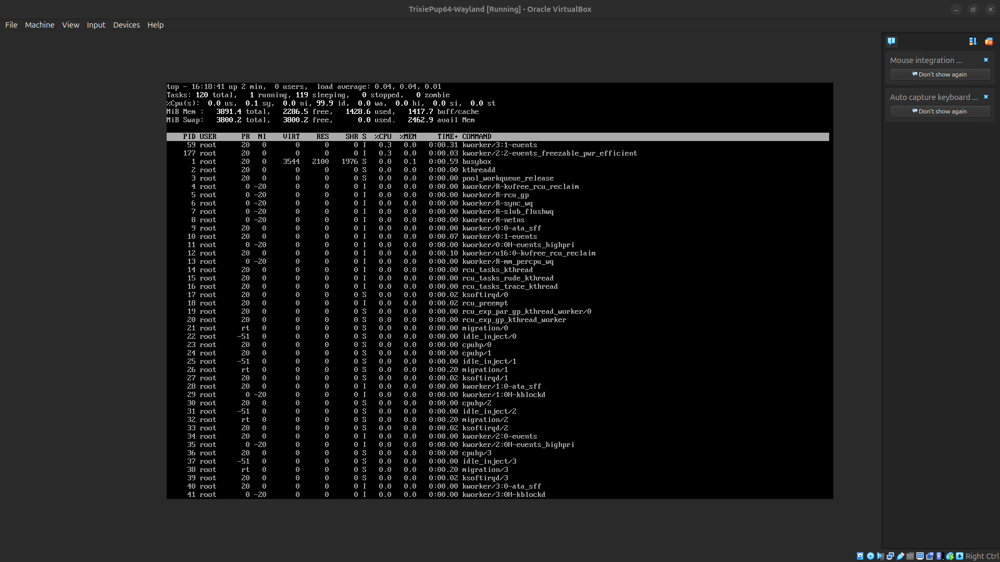 TrixiePup64-Wayland [Running] - Oracle VirtualBox
File Machine View Input Devices Help
Mouse integration ...
Don't show again
Auto capture keyboard ...
Don't show again
top - 16:18:41 up 2 min,  0 users,  load average: 0.04, 0.04, 0.01
Tasks: 120 total,   1 running, 119 sleeping,   0 stopped,   0 zombie
%Cpu(s):  0.0 us,  0.1 sy,  0.0 ni, 99.9 id,  0.0 wa,  0.0 hi,  0.0 si,  0.0 st
MiB Mem :   3891.4 total,   2286.5 free,   1428.6 used,   1417.7 buff/cache
MiB Swap:   3800.2 total,   3800.2 free,      0.0 used.   2462.9 avail Mem
PID USER      PR  NI    VIRT    RES    SHR S  %CPU  %MEM     TIME+ COMMAND
59 root      20   0       0      0      0 I   0.3   0.0   0:00.31 kworker/3:1-events
177 root      20   0       0      0      0 I   0.3   0.0   0:00.03 kworker/2:2-events_freezable_pwr_efficient
1 root      20   0    3544   2100   1976 S   0.0   0.1   0:00.59 busybox
2 root      20   0       0      0      0 S   0.0   0.0   0:00.00 kthreadd
3 root      20   0       0      0      0 S   0.0   0.0   0:00.00 pool_workqueue_release
4 root       0 -20       0      0      0 I   0.0   0.0   0:00.00 kworker/R-kvfree_rcu_reclaim
5 root       0 -20       0      0      0 I   0.0   0.0   0:00.00 kworker/R-rcu_gp
6 root       0 -20       0      0      0 I   0.0   0.0   0:00.00 kworker/R-sync_wq
7 root       0 -20       0      0      0 I   0.0   0.0   0:00.00 kworker/R-slub_flushwq
8 root       0 -20       0      0      0 I   0.0   0.0   0:00.00 kworker/R-netns
9 root      20   0       0      0      0 I   0.0   0.0   0:00.00 kworker/0:0-ata_sff
10 root      20   0       0      0      0 I   0.0   0.0   0:00.07 kworker/0:1-events
11 root       0 -20       0      0      0 I   0.0   0.0   0:00.00 kworker/0:0H-events_highpri
12 root      20   0       0      0      0 I   0.0   0.0   0:00.10 kworker/u16:0-kvfree_rcu_reclaim
13 root       0 -20       0      0      0 I   0.0   0.0   0:00.00 kworker/R-mm_percpu_wq
14 root      20   0       0      0      0 I   0.0   0.0   0:00.00 rcu_tasks_kthread
15 root      20   0       0      0      0 I   0.0   0.0   0:00.00 rcu_tasks_rude_kthread
16 root      20   0       0      0      0 I   0.0   0.0   0:00.00 rcu_tasks_trace_kthread
17 root      20   0       0      0      0 S   0.0   0.0   0:00.02 ksoftirqd/0
18 root      20   0       0      0      0 I   0.0   0.0   0:00.02 rcu_preempt
19 root      20   0       0      0      0 S   0.0   0.0   0:00.00 rcu_exp_par_gp_kthread_worker/0
20 root      20   0       0      0      0 S   0.0   0.0   0:00.00 rcu_exp_gp_kthread_worker
21 root      rt   0       0      0      0 S   0.0   0.0   0:00.00 migration/0
22 root     -51   0       0      0      0 S   0.0   0.0   0:00.00 idle_inject/0
23 root      20   0       0      0      0 S   0.0   0.0   0:00.00 cpuhp/0
24 root      20   0       0      0      0 S   0.0   0.0   0:00.00 cpuhp/1
25 root     -51   0       0      0      0 S   0.0   0.0   0:00.00 idle_inject/1
26 root      rt   0       0      0      0 S   0.0   0.0   0:00.20 migration/1
27 root      20   0       0      0      0 S   0.0   0.0   0:00.02 ksoftirqd/1
28 root      20   0       0      0      0 I   0.0   0.0   0:00.00 kworker/1:0-ata_sff
29 root       0 -20       0      0      0 I   0.0   0.0   0:00.00 kworker/1:0H-kblockd
30 root      20   0       0      0      0 S   0.0   0.0   0:00.00 cpuhp/2
31 root     -51   0       0      0      0 S   0.0   0.0   0:00.00 idle_inject/2
32 root      rt   0       0      0      0 S   0.0   0.0   0:00.20 migration/2
33 root      20   0       0      0      0 S   0.0   0.0   0:00.02 ksoftirqd/2
34 root      20   0       0      0      0 I   0.0   0.0   0:00.00 kworker/2:0-events
35 root       0 -20       0      0      0 I   0.0   0.0   0:00.00 kworker/2:0H-events_highpri
36 root      20   0       0      0      0 S   0.0   0.0   0:00.00 cpuhp/3
37 root     -51   0       0      0      0 S   0.0   0.0   0:00.00 idle_inject/3
38 root      rt   0       0      0      0 S   0.0   0.0   0:00.20 migration/3
39 root      20   0       0      0      0 S   0.0   0.0   0:00.02 ksoftirqd/3
40 root      20   0       0      0      0 I   0.0   0.0   0:00.00 kworker/3:0-ata_sff
41 root       0 -20       0      0      0 I   0.0   0.0   0:00.00 kworker/3:0H-kblockd
Right Ctrl